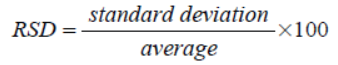 RSD = standard deviation / average ×100